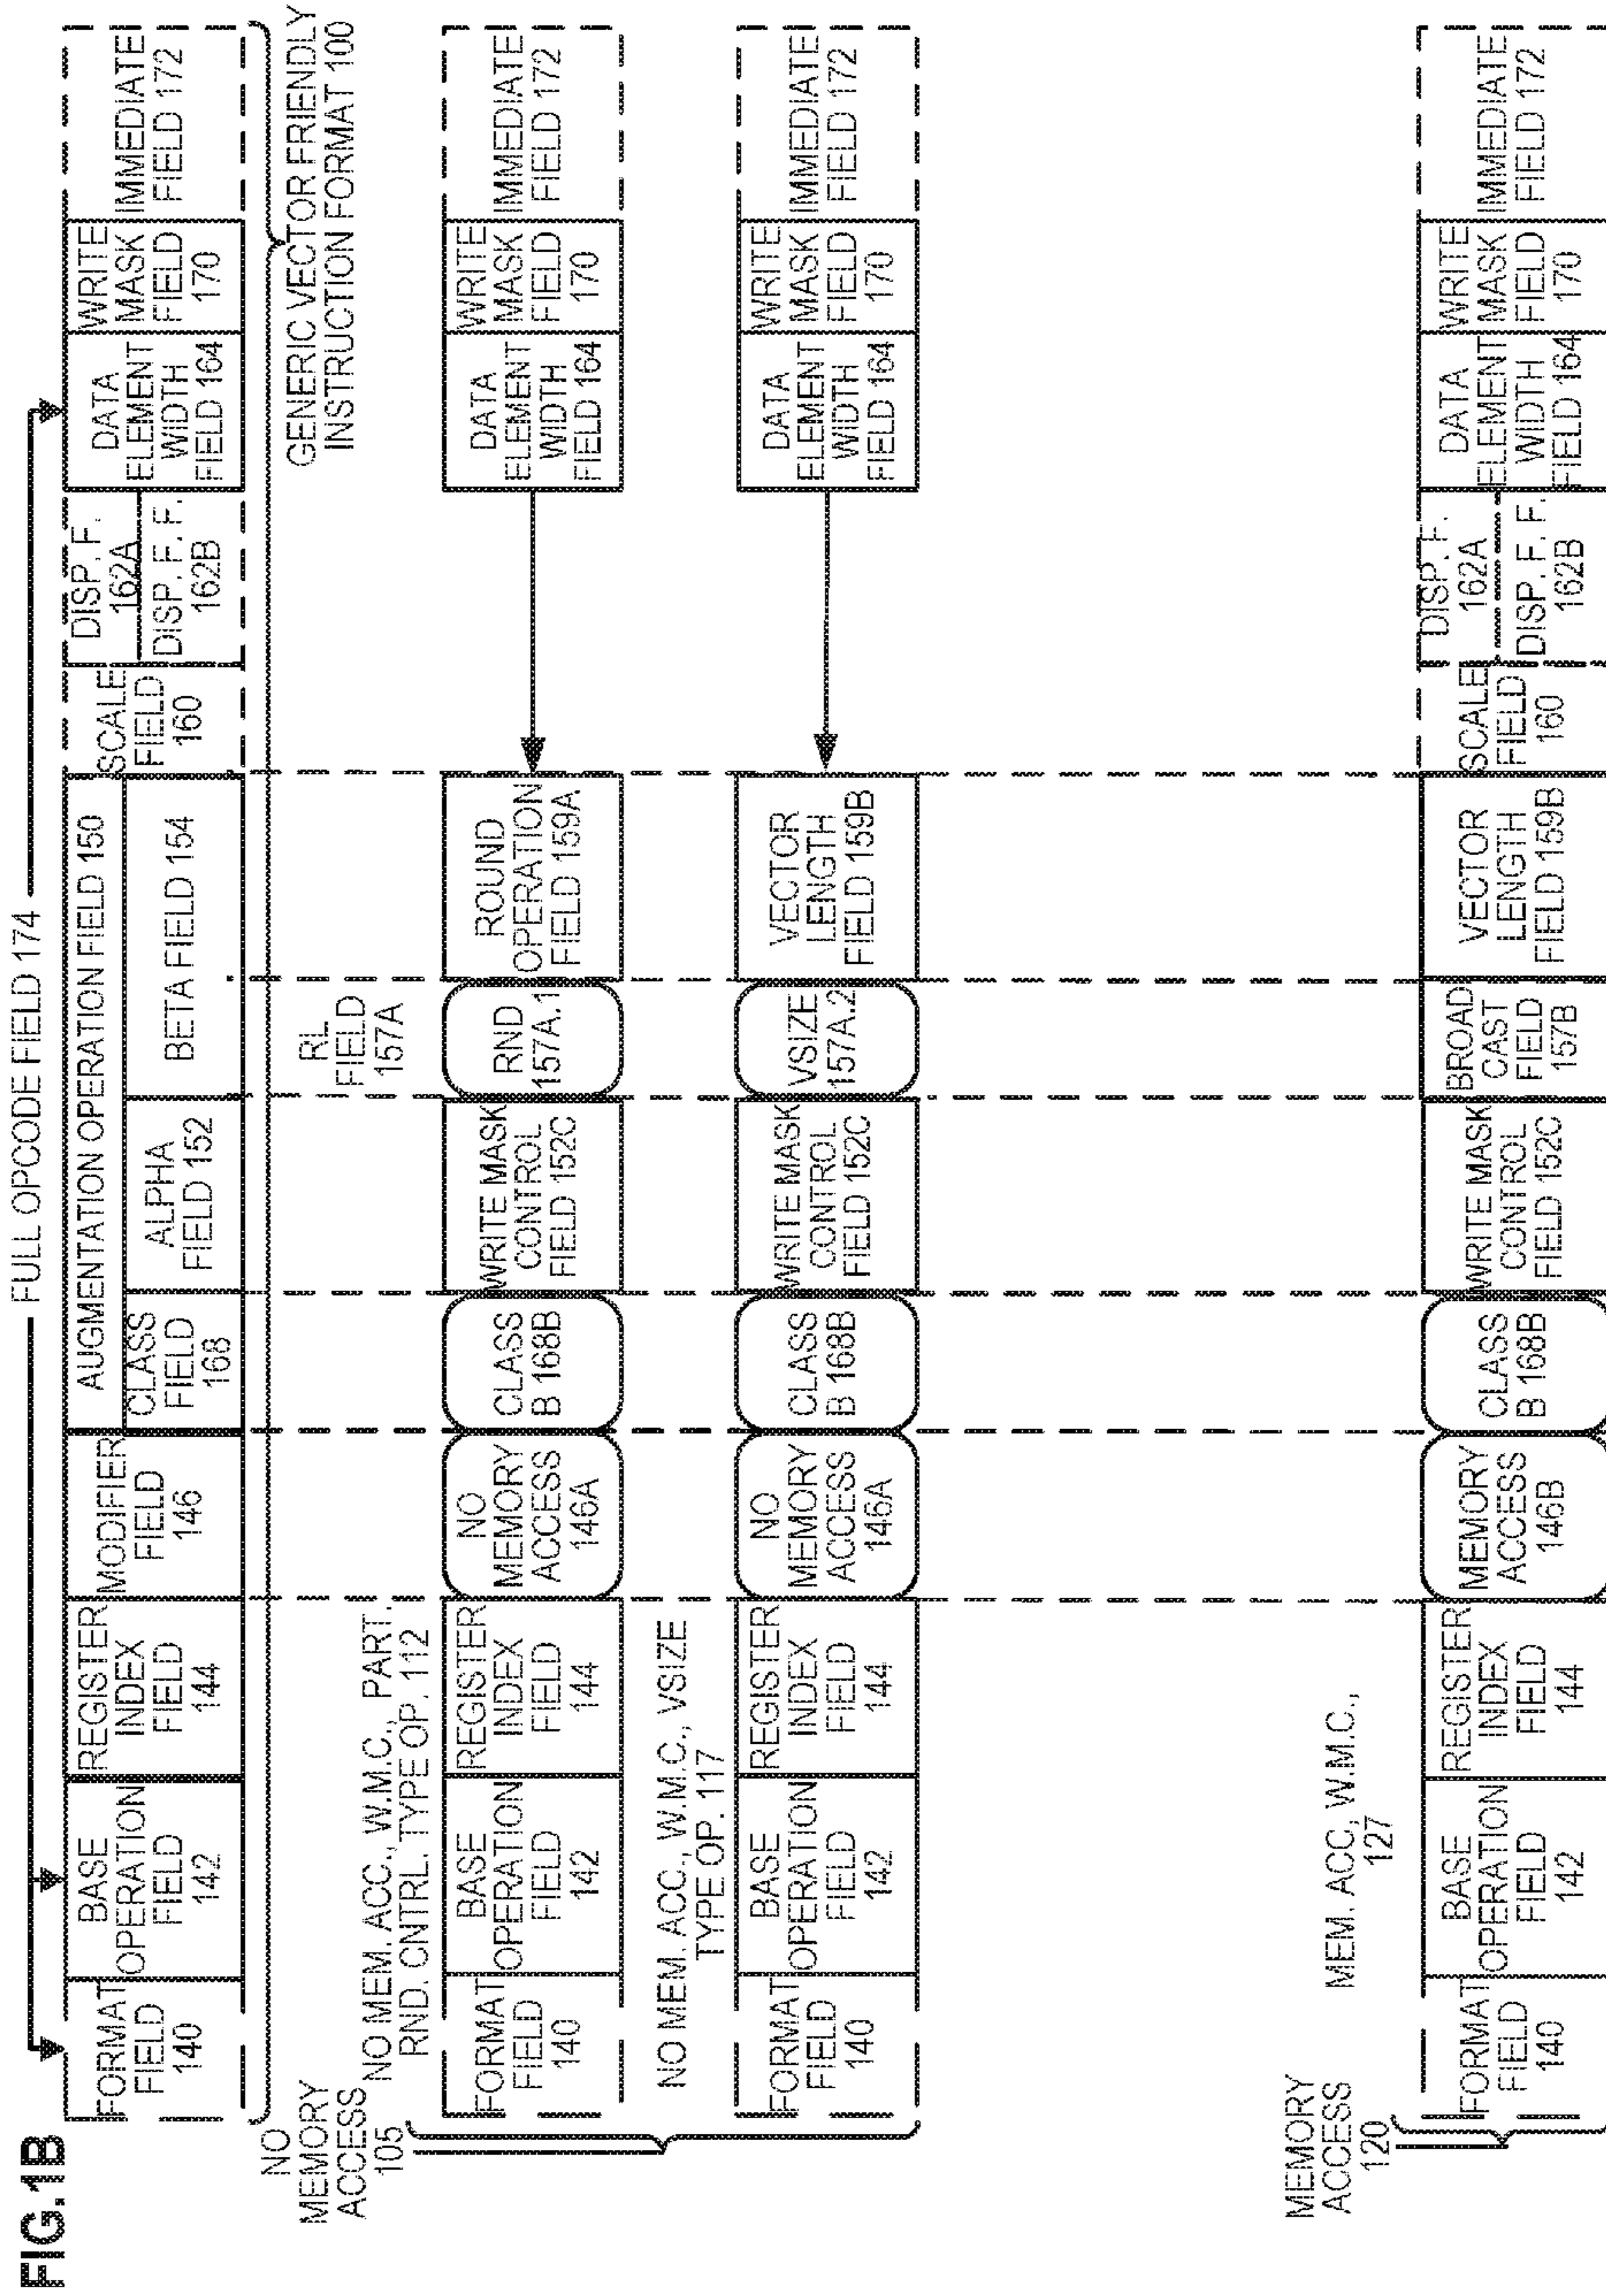 FIG.1B
FULL OPCODE FIELD 174
FORMAT
FIELD
140
BASE
OPERATION
FIELD
142
REGISTER
INDEX
FIELD
144
MODIFIER
FIELD
146
AUGMENTATION OPERATION FIELD 150
CLASS
FIELD
168
ALPHA
FIELD 152
BETA FIELD 154
SCALE
FIELD
160
DISP. F.
162A
DISP. F. F.
162B
DATA
ELEMENT
WIDTH
FIELD 164
WRITE
MASK
FIELD
170
IMMEDIATE
FIELD 172
GENERIC VECTOR FRIENDLY
INSTRUCTION FORMAT 100
NO
MEMORY
ACCESS
105
NO MEM. ACC., W.M.C., PART.
RND. CNTRL. TYPE OP. 112
RL
FIELD
157A
FORMAT
FIELD
140
BASE
OPERATION
FIELD
142
REGISTER
INDEX
FIELD
144
NO
MEMORY
ACCESS
146A
CLASS
B 168B
WRITE MASK
CONTROL
FIELD 152C
RND
157A.1
ROUND
OPERATION
FIELD 159A
DATA
ELEMENT
WIDTH
FIELD 164
WRITE
MASK
FIELD
170
IMMEDIATE
FIELD 172
NO MEM. ACC., W.M.C., VSIZE
TYPE OP. 117
FORMAT
FIELD
140
BASE
OPERATION
FIELD
142
REGISTER
INDEX
FIELD
144
NO
MEMORY
ACCESS
146A
CLASS
B 168B
WRITE MASK
CONTROL
FIELD 152C
VSIZE
157A.2
VECTOR
LENGTH
FIELD 159B
DATA
ELEMENT
WIDTH
FIELD 164
WRITE
MASK
FIELD
170
IMMEDIATE
FIELD 172
MEMORY
ACCESS
120
MEM. ACC, W.M.C.,
127
FORMAT
FIELD
140
BASE
OPERATION
FIELD
142
REGISTER
INDEX
FIELD
144
MEMORY
ACCESS
146B
CLASS
B 168B
WRITE MASK
CONTROL
FIELD 152C
BROAD
CAST
FIELD
157B
VECTOR
LENGTH
FIELD 159B
SCALE
FIELD
160
DISP. F.
162A
DISP. F. F.
162B
DATA
ELEMENT
WIDTH
FIELD 164
WRITE
MASK
FIELD
170
IMMEDIATE
FIELD 172